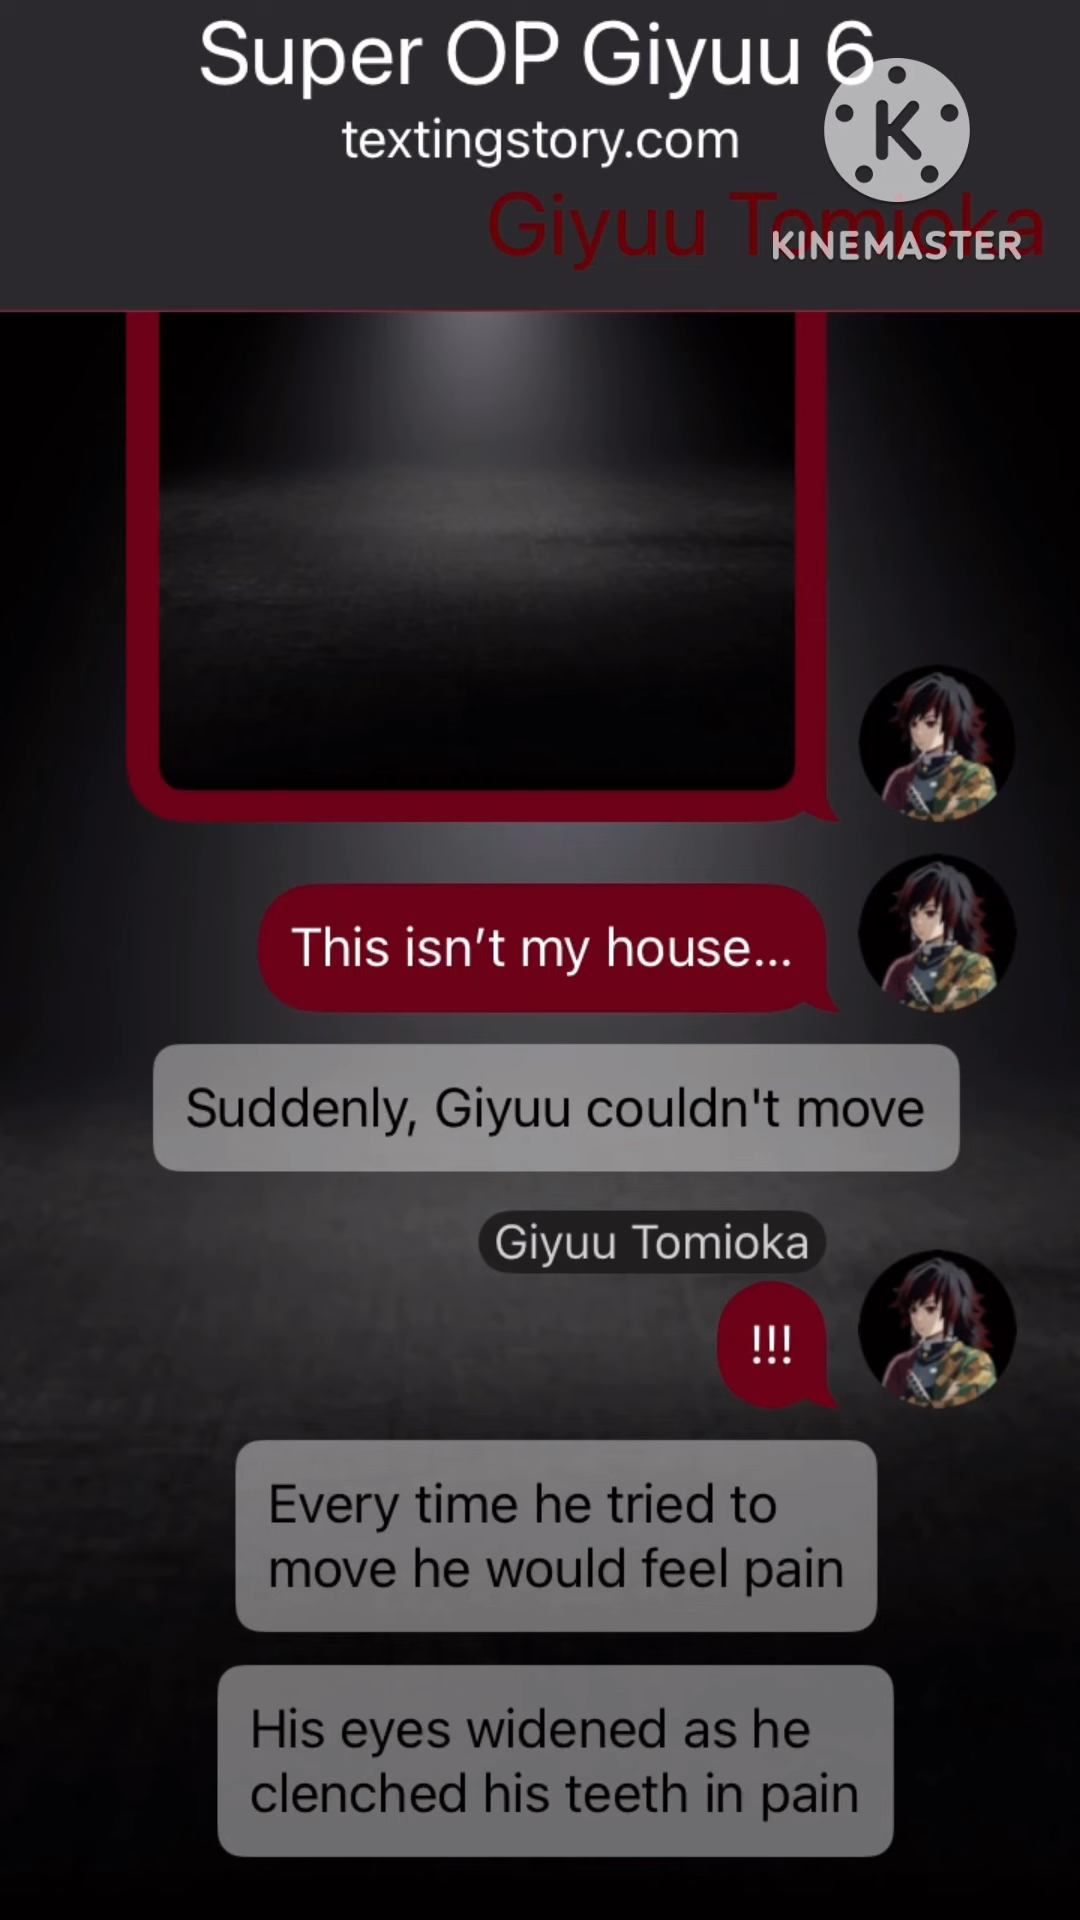 Super OP Giyuu 6
textingstory.com
Giyuu Tomioka
K
KINEMASTER
This isn’t my house...
Suddenly, Giyuu couldn't move
Giyuu Tomioka
!!!
Every time he tried to
move he would feel pain
His eyes widened as he
clenched his teeth in pain